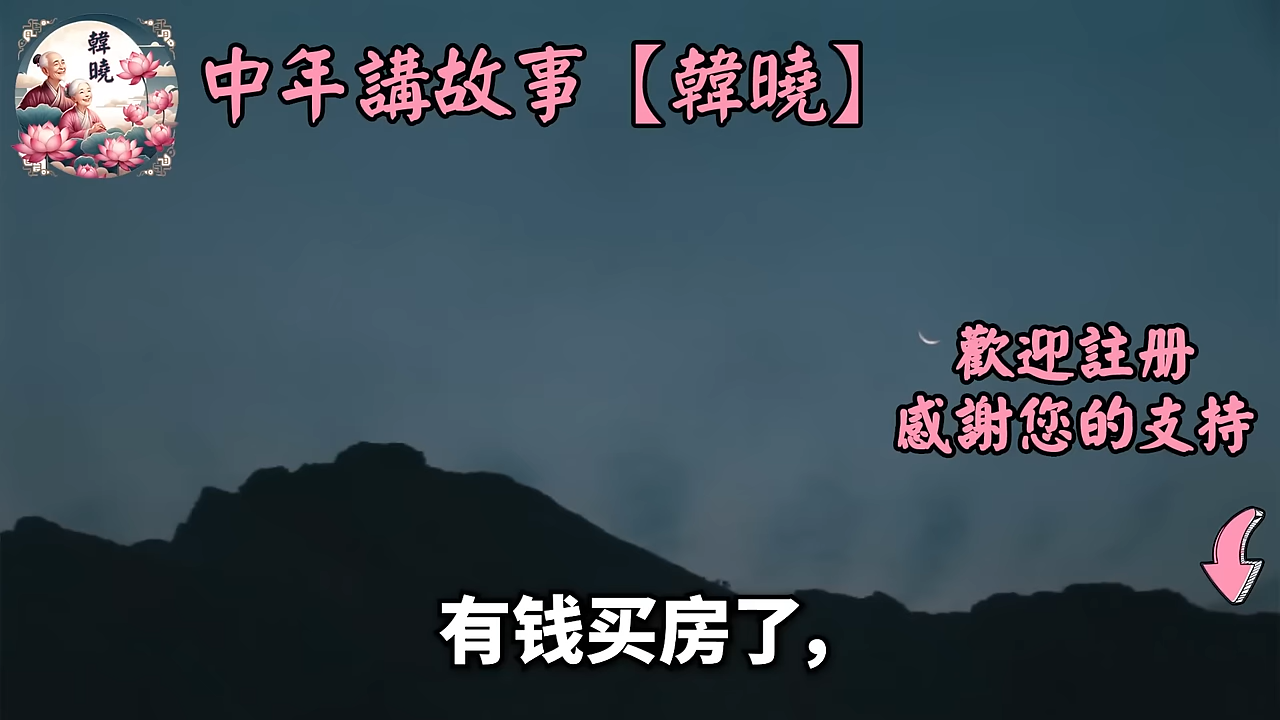 韓曉
中年講故事【韓曉】
歡迎註册
感謝您的支持
有钱买房了，